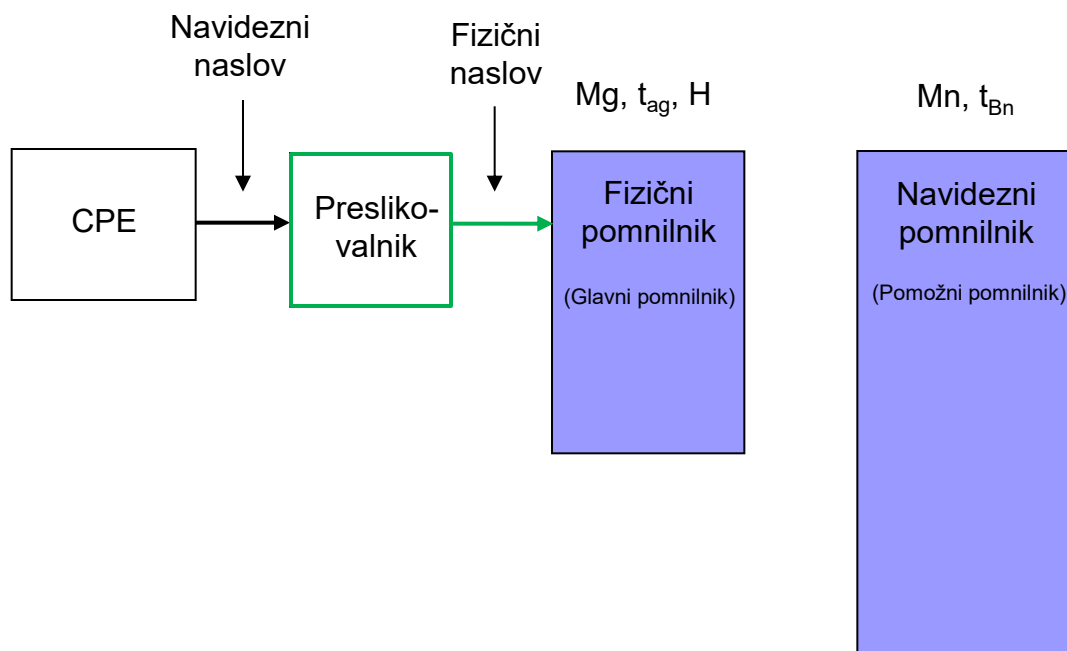 Navidezni
naslov
Fizični
naslov
Mg, tag, H
Mn, tBn
CPE
Presliko-
valnik
Fizični
pomnilnik
(Glavni pomnilnik)
Navidezni
pomnilnik
(Pomožni pomnilnik)